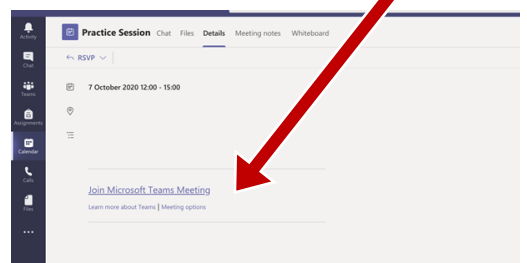 Activity
Practice Session Chat Files Details Meeting notes Whiteboard
Chat
RSVP
Teams
7 October 2020 12:00 - 15:00
Assignments
Calendar
Calls
Join Microsoft Teams Meeting
Files
Learn more about Teams | Meeting options
...